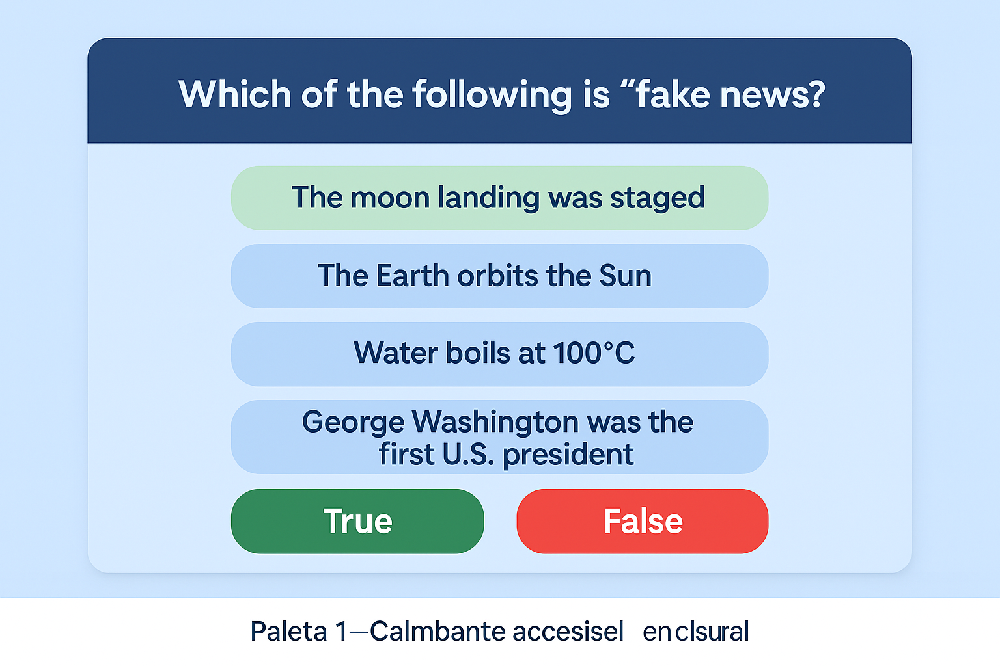 Which of the following is “fake news?
The moon landing was staged
The Earth orbits the Sun
Water boils at 100°C
George Washington was the
first U.S. president
True
False
Paleta 1—Calmbante accesisel enclsural